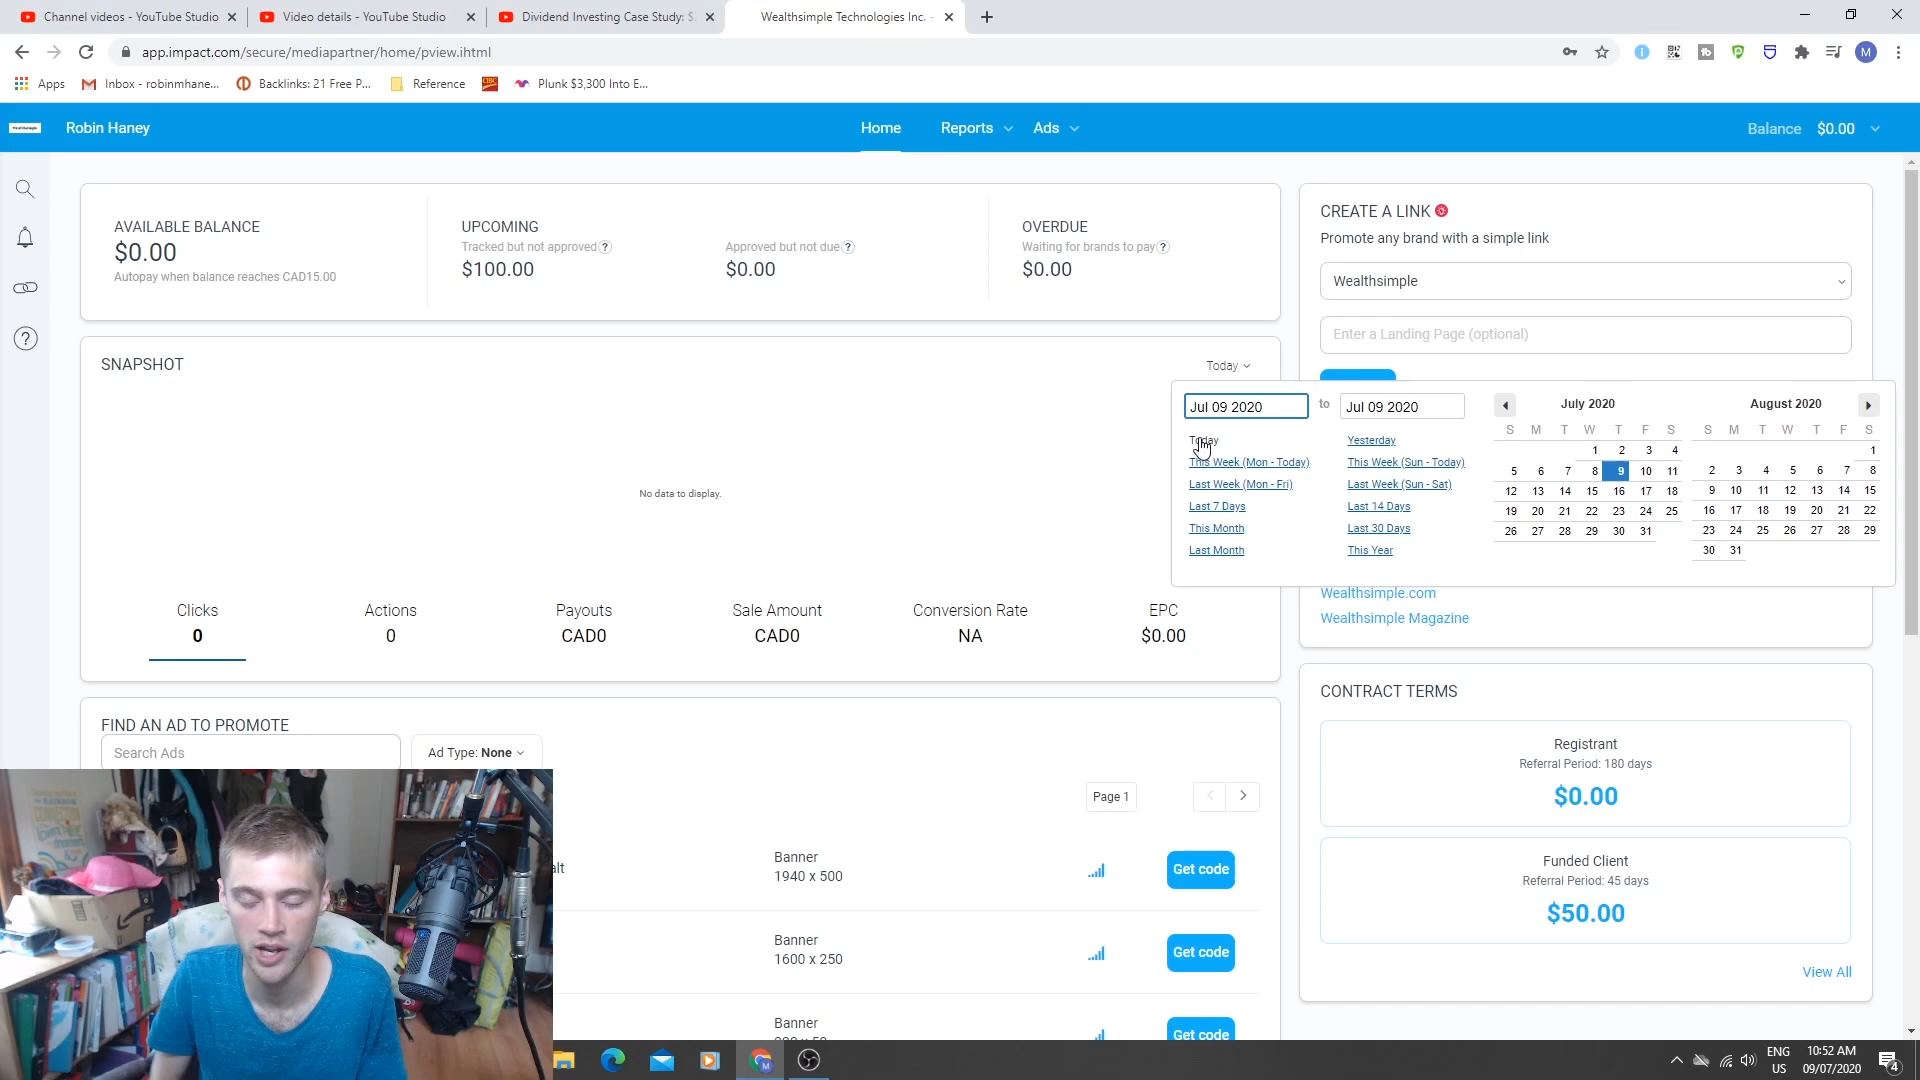 Channel videos - YouTube Studio
Video details - YouTube Studio
Dividend Investing Case Study: $
Wealthsimple Technologies Inc. -
app.impact.com/secure/mediapartner/home/pview.ihtml
Apps
Inbox - robinmhane...
Backlinks: 21 Free P...
Reference
CIBC
Plunk $3,300 Into E...
M
Robin Haney
Home
Reports
Ads
Balance $0.00
AVAILABLE BALANCE
$0.00
Autopay when balance reaches CAD15.00
UPCOMING
Tracked but not approved ?
$100.00
Approved but not due ?
$0.00
OVERDUE
Waiting for brands to pay ?
$0.00
CREATE A LINK
Promote any brand with a simple link
Wealthsimple
Enter a Landing Page (optional)
SNAPSHOT
Today
No data to display.
Jul 09 2020 to Jul 09 2020
Today Yesterday
This Week (Mon - Today) This Week (Sun - Today)
Last Week (Mon - Fri) Last Week (Sun - Sat)
Last 7 Days Last 14 Days
This Month Last 30 Days
Last Month This Year
July 2020
S M T W T F S
1 2 3 4
5 6 7 8 9 10 11
12 13 14 15 16 17 18
19 20 21 22 23 24 25
26 27 28 29 30 31
August 2020
S M T W T F S
1
2 3 4 5 6 7 8
9 10 11 12 13 14 15
16 17 18 19 20 21 22
23 24 25 26 27 28 29
30 31
Wealthsimple.com
Wealthsimple Magazine
Clicks Actions Payouts Sale Amount Conversion Rate EPC
0 0 CAD0 CAD0 NA $0.00
FIND AN AD TO PROMOTE
Search Ads
Ad Type: None
Page 1
Banner
1940 x 500
Get code
Banner
1600 x 250
Get code
Banner
Get code
CONTRACT TERMS
Registrant
Referral Period: 180 days
$0.00
Funded Client
Referral Period: 45 days
$50.00
View All
ENG
US
10:52 AM
09/07/2020
4